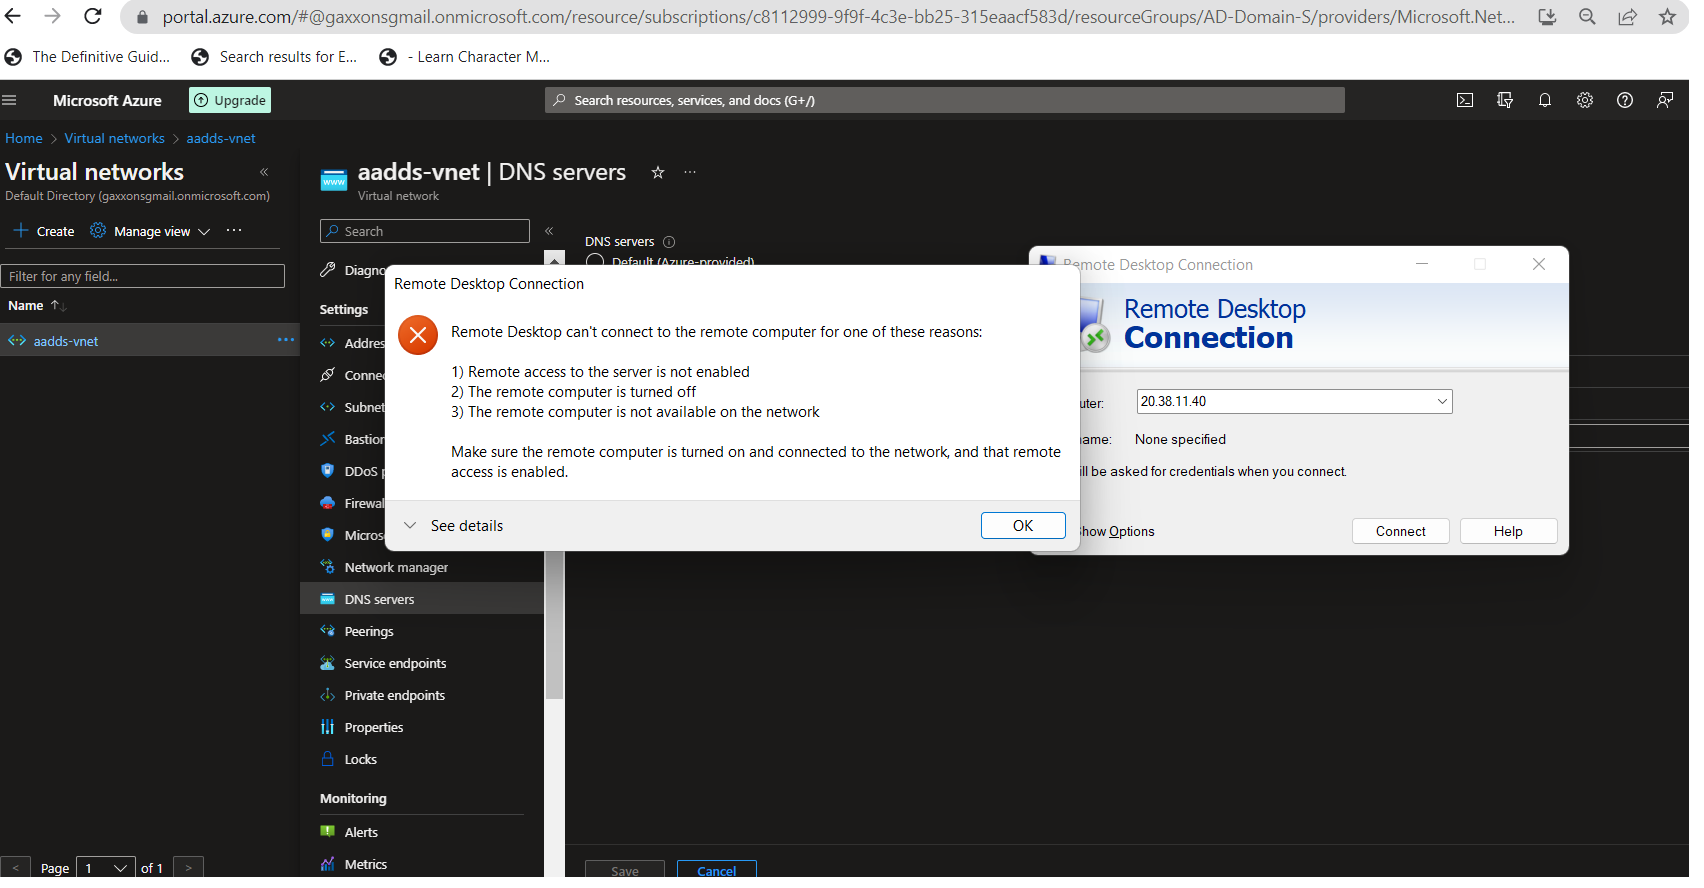 portal.azure.com/#@gaxxonsgmail.onmicrosoft.com/resource/subscriptions/c8112999-9f9f-4c3e-bb25-315eaacf583d/resourceGroups/AD-Domain-S/providers/Microsoft.Net...
The Definitive Guid...
Search results for E...
- Learn Character M...
Microsoft Azure
Upgrade
Search resources, services, and docs (G+/)
Home > Virtual networks > aadds-vnet
Virtual networks
Default Directory (gaxxonsgmail.onmicrosoft.com)
Create
Manage view
Filter for any field...
Name
aadds-vnet
< Page 1 of 1 >
aadds-vnet | DNS servers
Virtual network
Search
Diagno
Settings
Addres
Connec
Subnet
Bastion
DDoS p
Firewal
Micros
Network manager
DNS servers
Peerings
Service endpoints
Private endpoints
Properties
Locks
Monitoring
Alerts
Metrics
DNS servers
Default (Azure-provided)
Save
Cancel
Remote Desktop Connection
Remote Desktop can't connect to the remote computer for one of these reasons:
1) Remote access to the server is not enabled
2) The remote computer is turned off
3) The remote computer is not available on the network
Make sure the remote computer is turned on and connected to the network, and that remote
access is enabled.
See details
OK
Remote Desktop Connection
Remote Desktop
Connection
uter:
20.38.11.40
name:
None specified
ill be asked for credentials when you connect.
how Options
Connect
Help